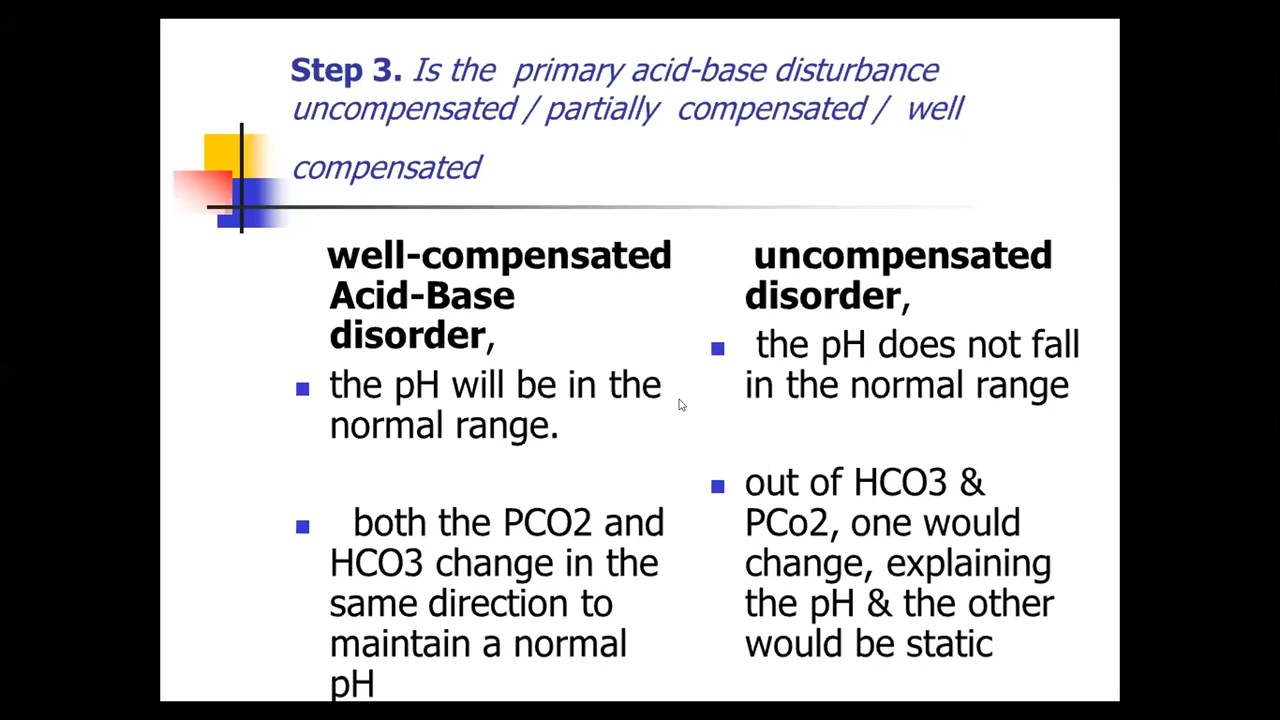 Step 3. Is the primary acid-base disturbance
uncompensated / partially compensated / well
compensated
well-compensated
Acid-Base
disorder,
the pH will be in the
normal range.
both the PCO2 and
HCO3 change in the
same direction to
maintain a normal
pH
uncompensated
disorder,
the pH does not fall
in the normal range
out of HCO3 &
PCo2, one would
change, explaining
the pH & the other
would be static